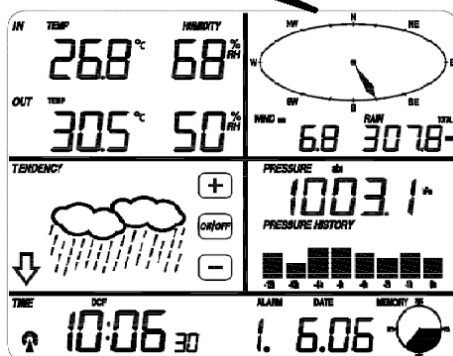 IN TEMP HUMIDITY
26.8 °C 68 % RH
OUT TEMP
30.5 °C 50 % RH
N
NW NE
W E
SW SE
S
WIND RAIN TOTAL
6.8 307.8
TENDENCY
+
ON/OFF
−
PRESSURE abs
1003.1
PRESSURE HISTORY
TIME DCF ALARM DATE MEMORY
10:06 30 1. 6.06